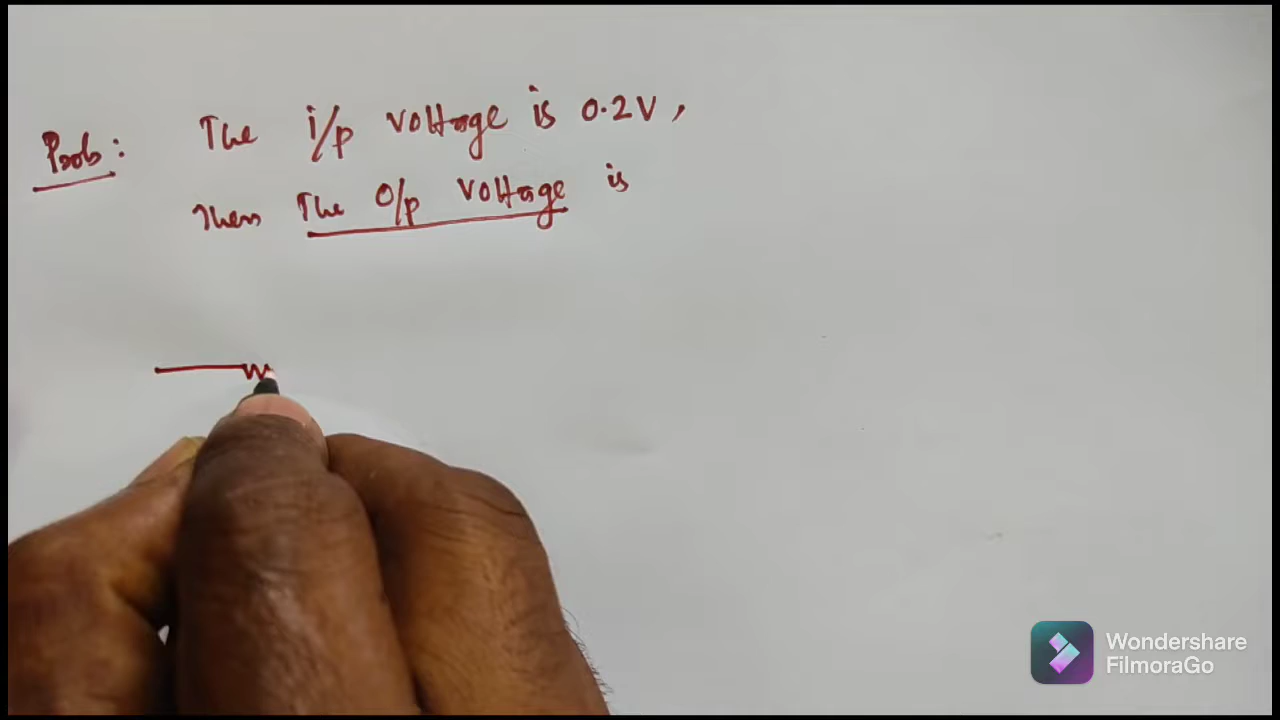 Prob: The i/p voltage is 0.2V,
then The O/p voltage is
Wondershare
FilmoraGo